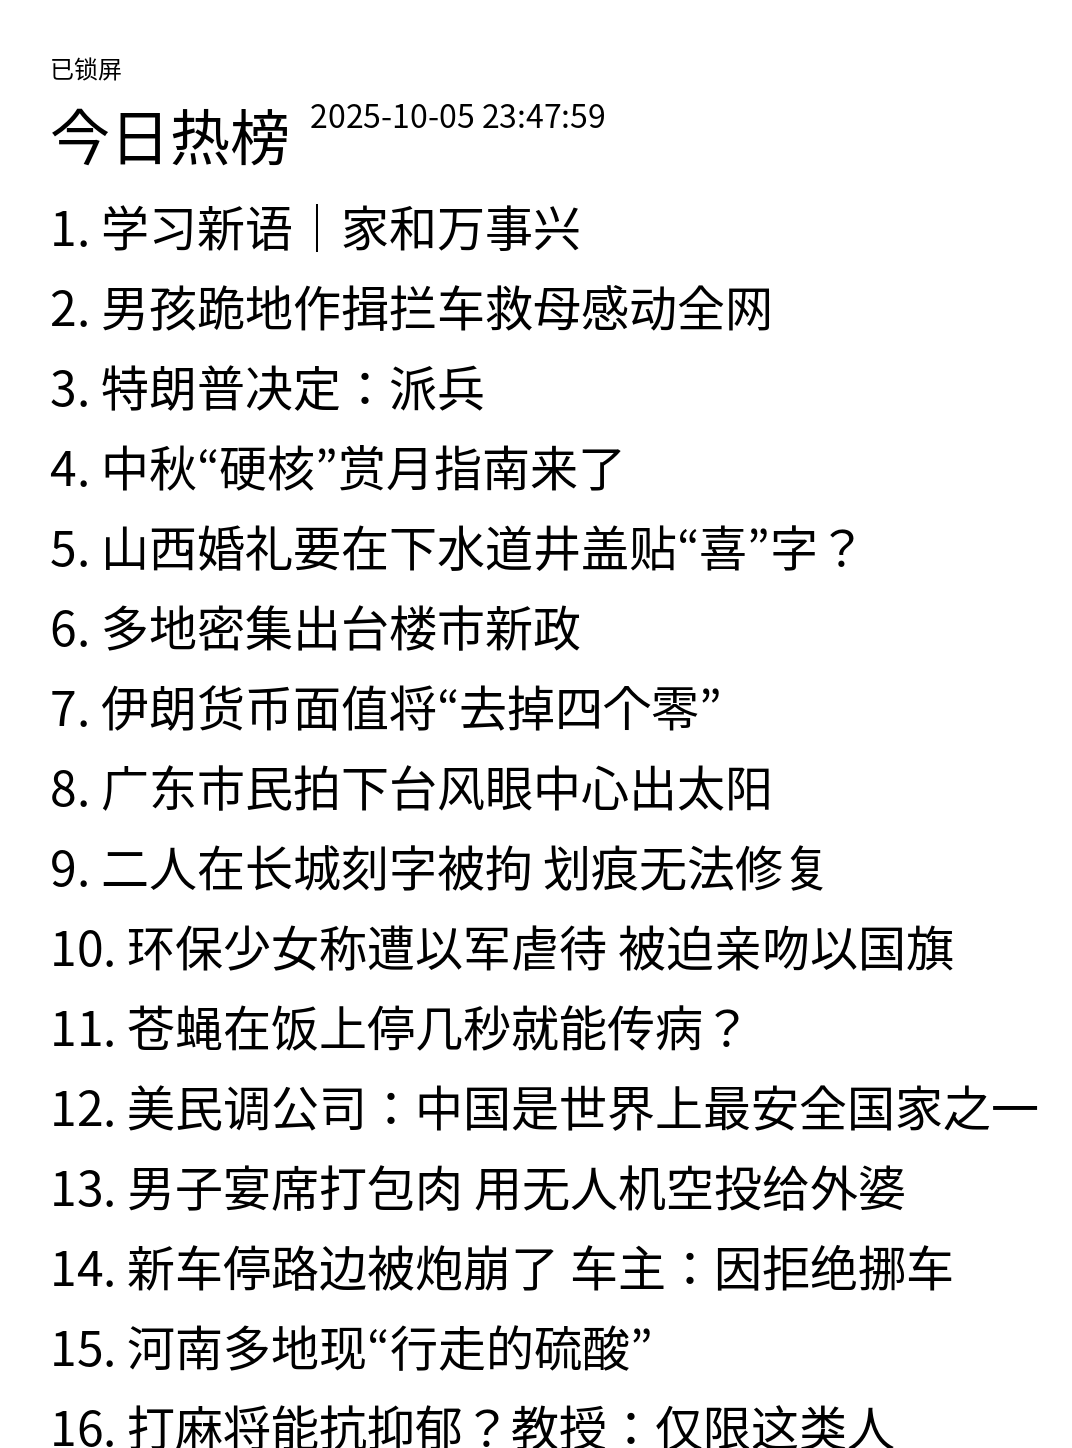 已锁屏
今日热榜 2025-10-05 23:47:59
1. 学习新语｜家和万事兴
2. 男孩跪地作揖拦车救母感动全网
3. 特朗普决定：派兵
4. 中秋“硬核”赏月指南来了
5. 山西婚礼要在下水道井盖贴“喜”字？
6. 多地密集出台楼市新政
7. 伊朗货币面值将“去掉四个零”
8. 广东市民拍下台风眼中心出太阳
9. 二人在长城刻字被拘 划痕无法修复
10. 环保少女称遭以军虐待 被迫亲吻以国旗
11. 苍蝇在饭上停几秒就能传病？
12. 美民调公司：中国是世界上最安全国家之一
13. 男子宴席打包肉 用无人机空投给外婆
14. 新车停路边被炮崩了 车主：因拒绝挪车
15. 河南多地现“行走的硫酸”
16. 打麻将能抗抑郁？教授：仅限这类人